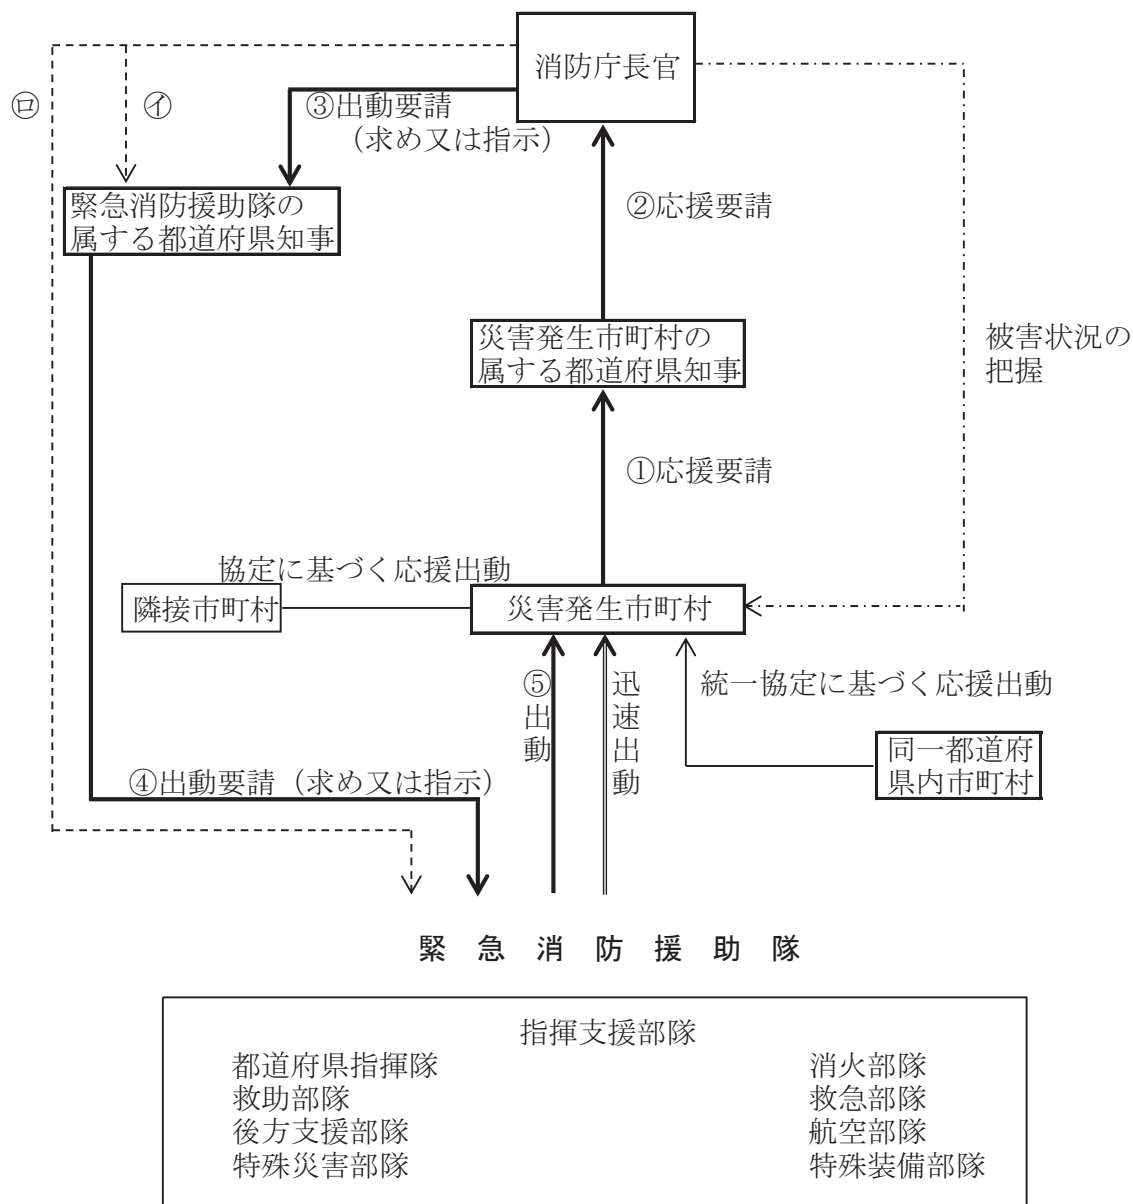 消防庁長官
㋺
㋑
③出動要請
（求め又は指示）
緊急消防援助隊の
属する都道府県知事
②応援要請
災害発生市町村の
属する都道府県知事
被害状況の
把握
①応援要請
協定に基づく応援出動
隣接市町村
災害発生市町村
⑤出動
迅速出動
統一協定に基づく応援出動
同一都道府
県内市町村
④出動要請（求め又は指示）
緊急消防援助隊
指揮支援部隊
都道府県指揮隊
消火部隊
救助部隊
救急部隊
後方支援部隊
航空部隊
特殊災害部隊
特殊装備部隊